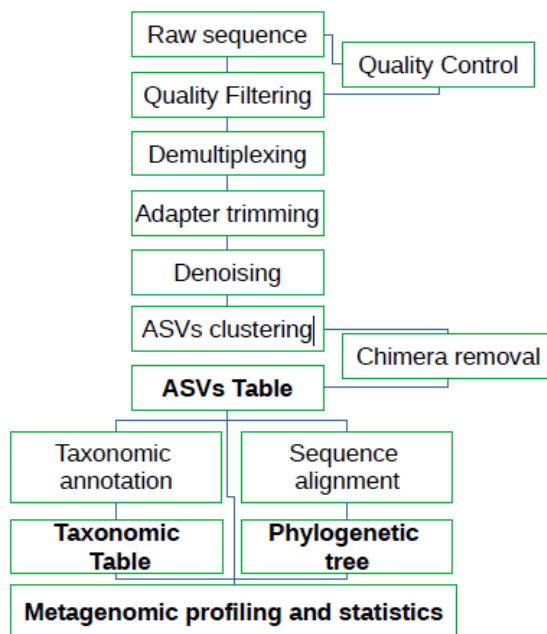 Raw sequence
Quality Control
Quality Filtering
Demultiplexing
Adapter trimming
Denoising
ASVs clustering
Chimera removal
ASVs Table
Taxonomic
annotation
Sequence
alignment
Taxonomic
Table
Phylogenetic
tree
Metagenomic profiling and statistics